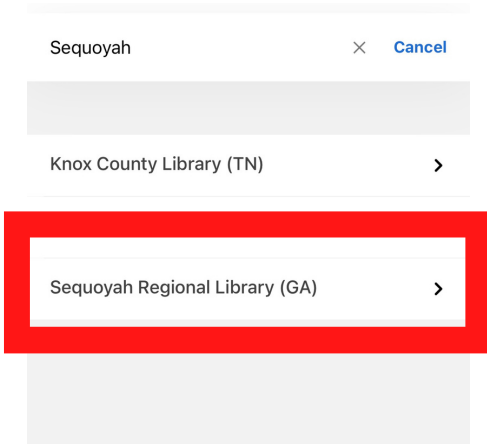 Sequoyah Cancel
Knox County Library (TN)
Sequoyah Regional Library (GA)